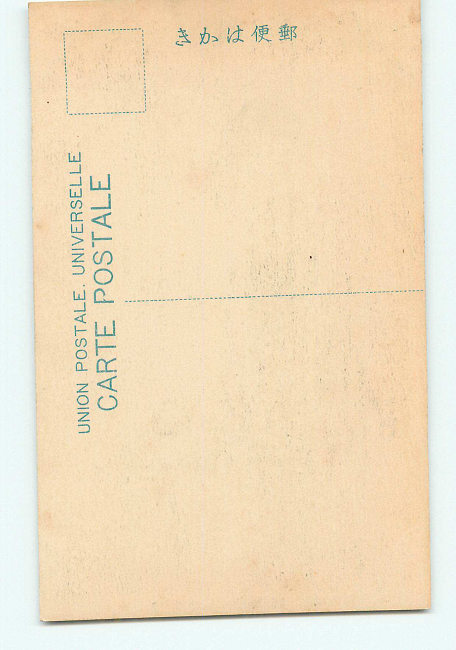 郵便はかき
UNION POSTALE. UNIVERSELLE
CARTE POSTALE